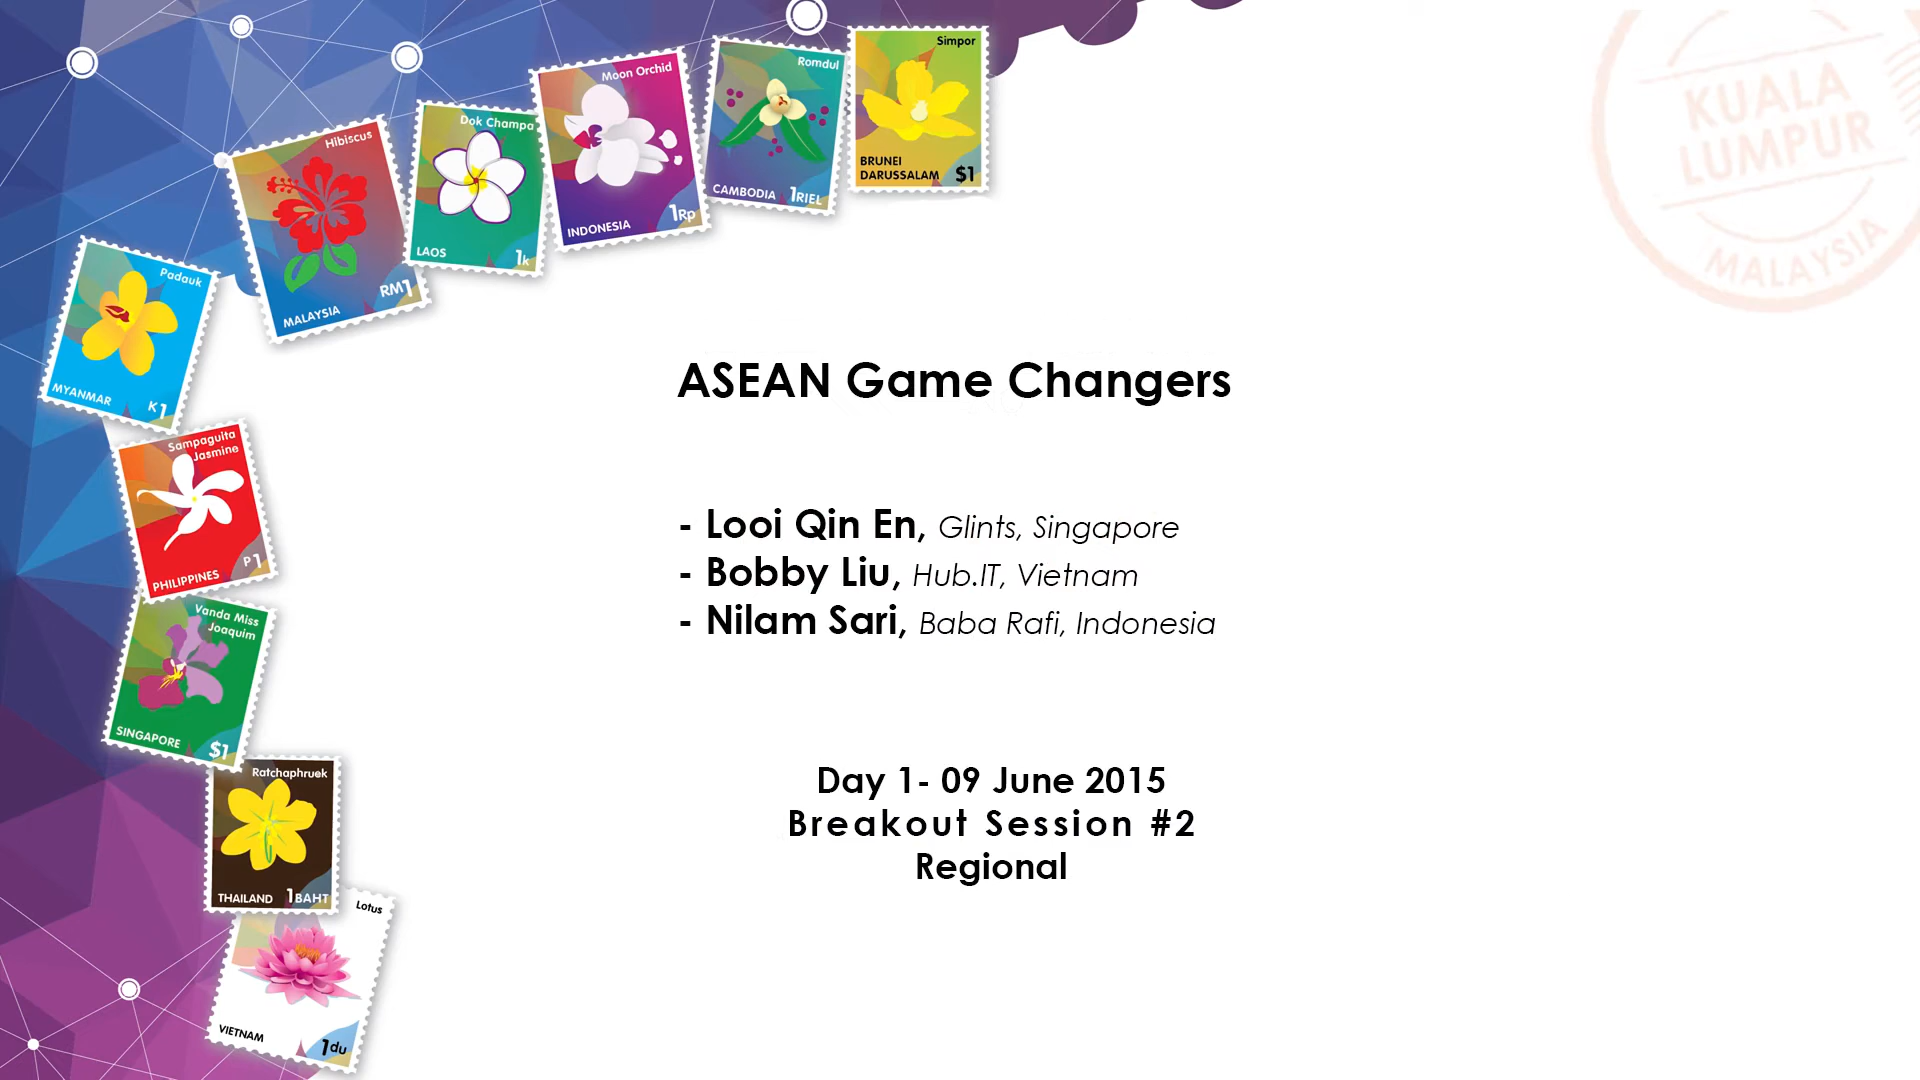 Simpor
BRUNEI
DARUSSALAM $1
Romdul
CAMBODIA 1RIEL
Moon Orchid
INDONESIA 1Rp
Dok Champa
LAOS 1k
Hibiscus
MALAYSIA RM1
Padauk
MYANMAR K1
Sampaguita
Jasmine
PHILIPPINES P1
Vanda Miss
Joaquim
SINGAPORE $1
Ratchaphruek
THAILAND 1BAHT
Lotus
VIETNAM 1du
KUALA
LUMPUR
MALAYSIA
ASEAN Game Changers
- Looi Qin En, Glints, Singapore
- Bobby Liu, Hub.IT, Vietnam
- Nilam Sari, Baba Rafi, Indonesia
Day 1- 09 June 2015
Breakout Session #2
Regional